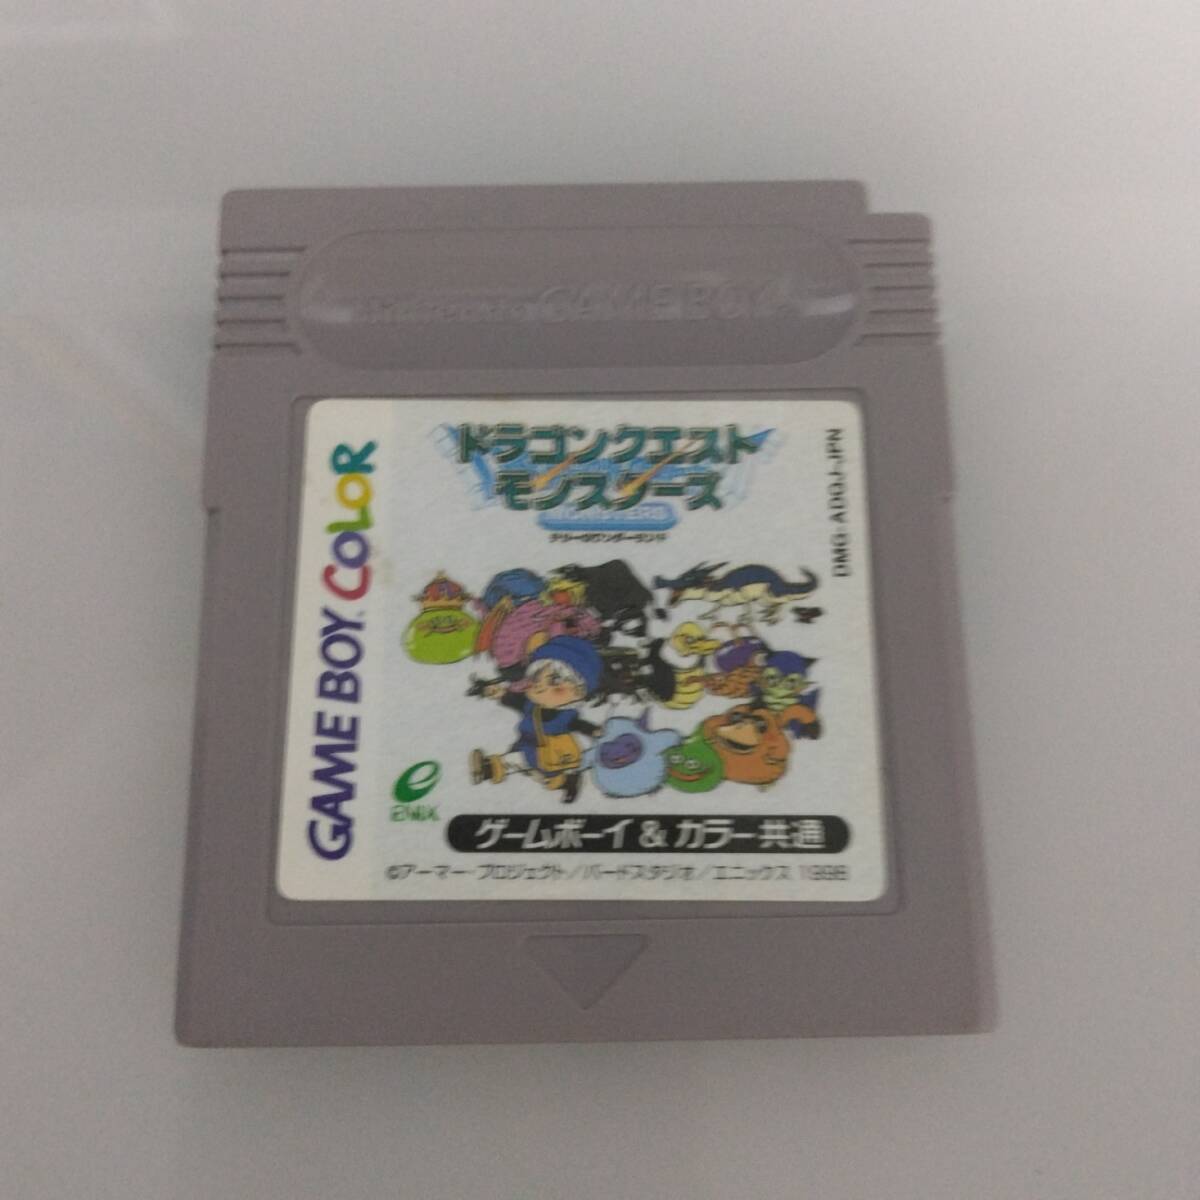 Nintendo GAME BOY
GAME BOY COLOR
ドラゴンクエスト
モンスターズ
MONSTERS
テリーのワンダーランド
DMG-ADQJ-JPN
ENIX
ゲームボーイ&カラー共通
©アーマー・プロジェクト/バードスタジオ/エニックス 1998